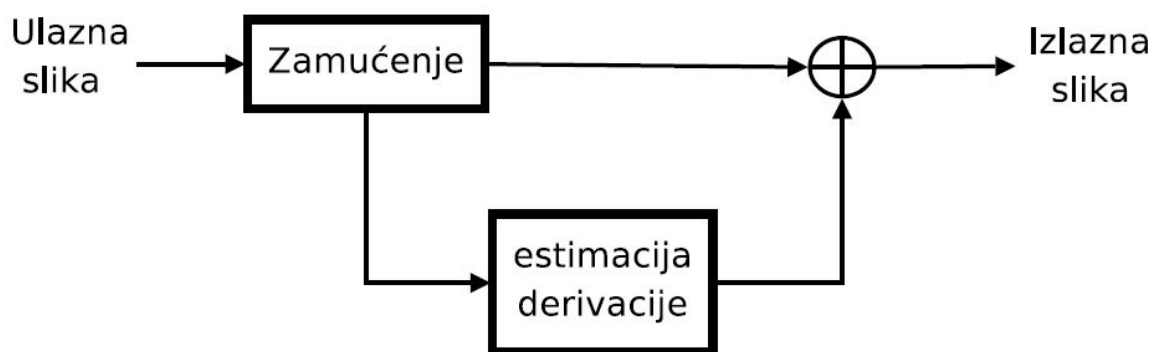 Ulazna
slika
Zamućenje
Izlazna
slika
estimacija
derivacije